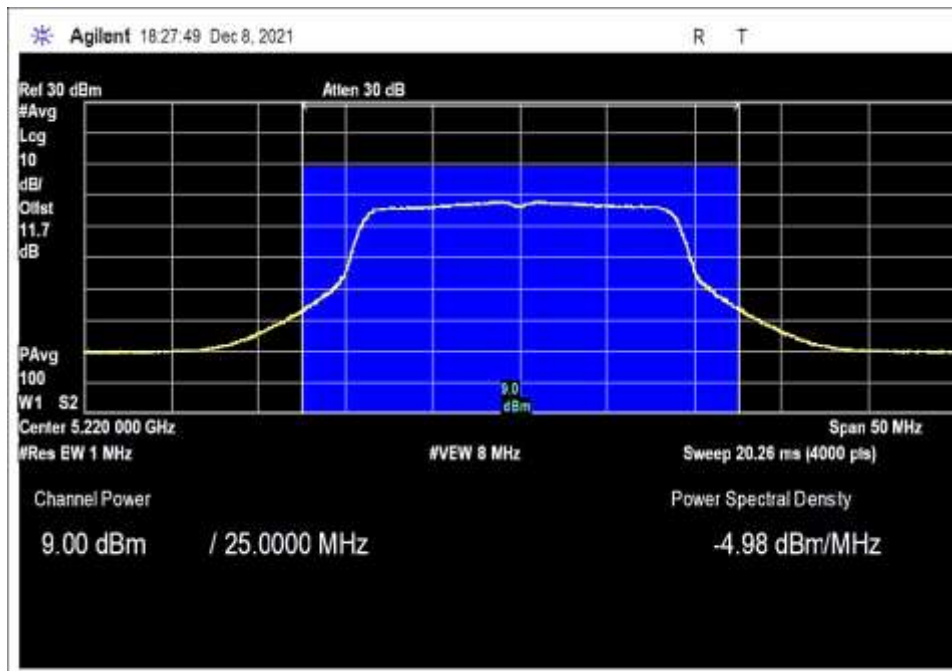 Agilent 18:27:49 Dec 8, 2021 R T
Ref 30 dBm Atten 30 dB
#Avg
Log
10
dB/
Offst
11.7
dB
PAvg
100
9.0
dBm
W1 S2
Center 5.220 000 GHz Span 50 MHz
#Res BW 1 MHz #VBW 8 MHz Sweep 20.26 ms (4000 pts)
Channel Power Power Spectral Density
9.00 dBm / 25.0000 MHz -4.98 dBm/MHz